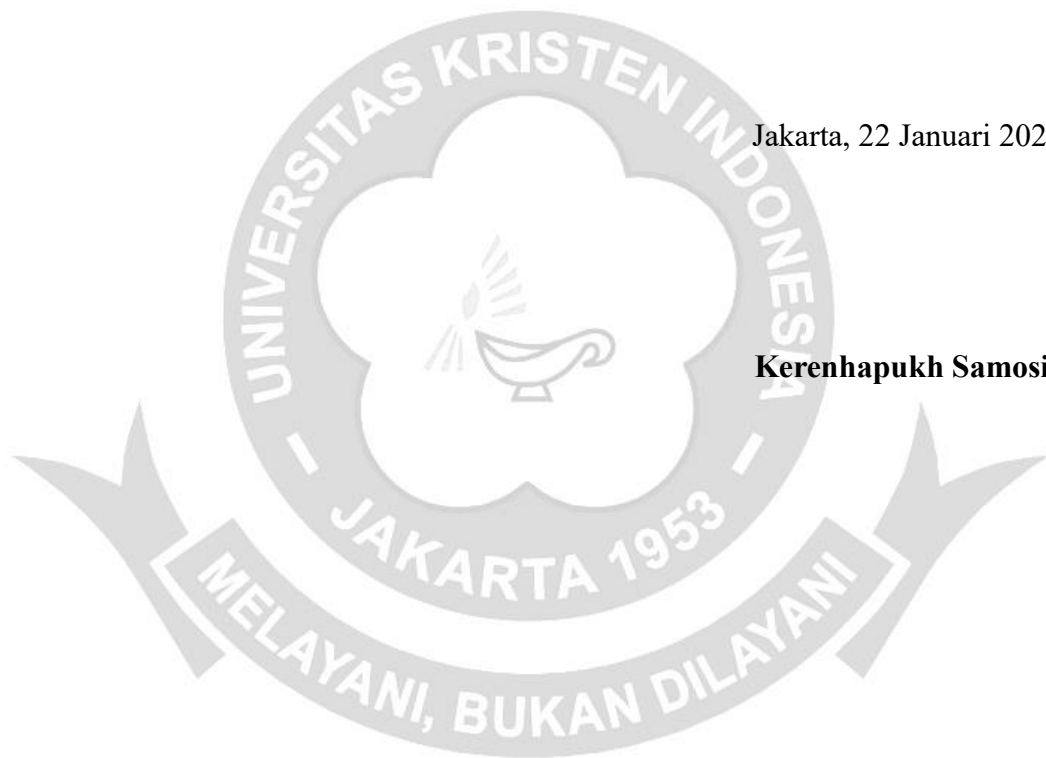 UNIVERSITAS KRISTEN INDONESIA
Jakarta, 22 Januari 202
Kerenhapukh Samosi
JAKARTA 1953
MELAYANI, BUKAN DILAYANI